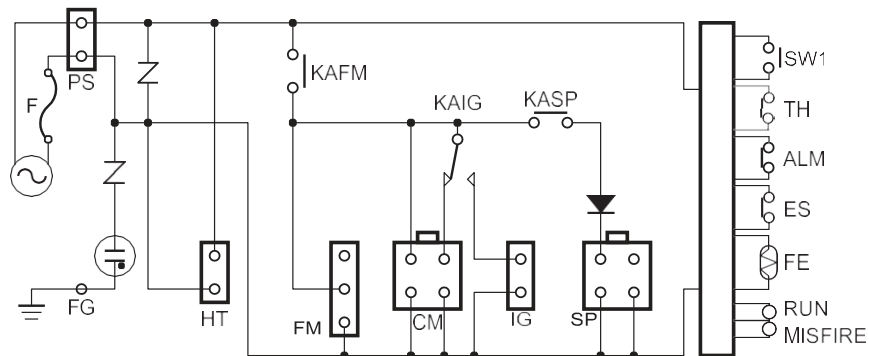 PS
F
KAFM
KAIG
KASP
SW1
TH
ALM
ES
FE
RUN
MISFIRE
FG
HT
FM
CM
IG
SP